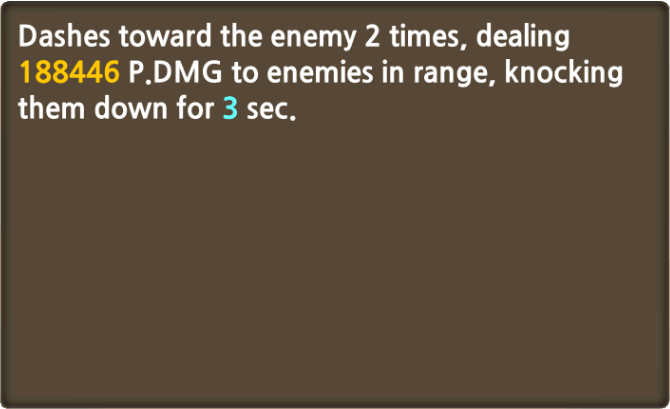 Dashes toward the enemy 2 times, dealing
188446 P.DMG to enemies in range, knocking
them down for 3 sec.